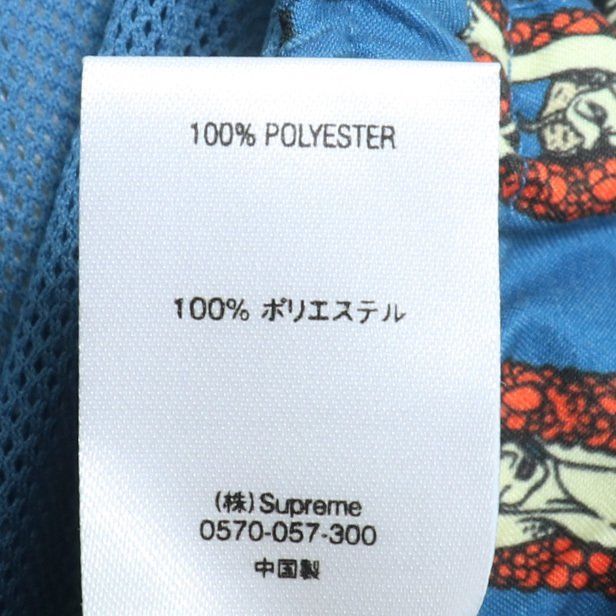 100% POLYESTER
100% ポリエステル
(株)Supreme
0570-057-300
中国製